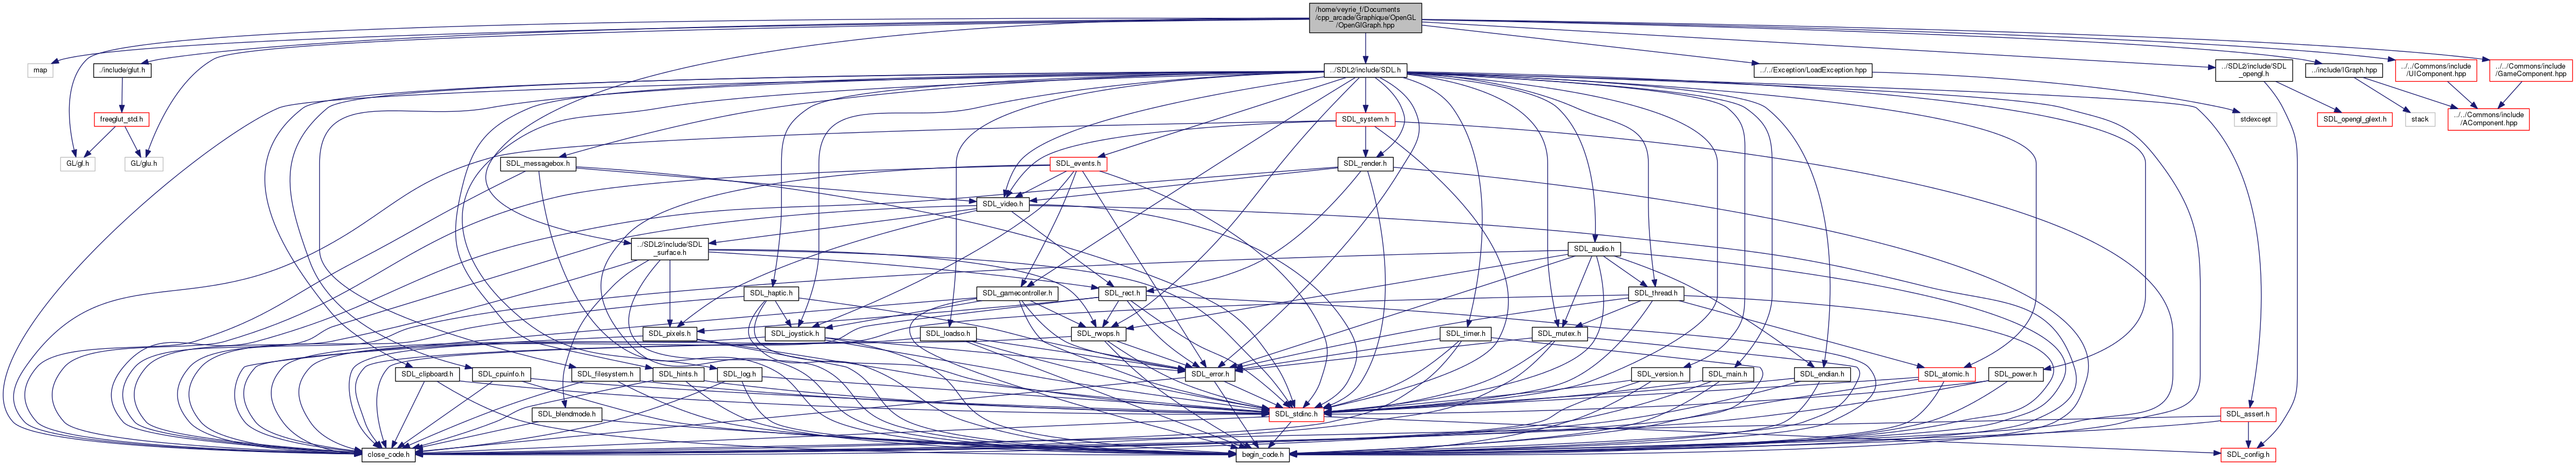 /home/veyrie_f/Documents
/cpp_arcade/Graphique/OpenGL
/OpenGlGraph.hpp
map
./include/glut.h
../SDL2/include/SDL.h
../../Exception/LoadException.hpp
../SDL2/include/SDL
_opengl.h
../include/IGraph.hpp
../../Commons/include
/UIComponent.hpp
../../Commons/include
/GameComponent.hpp
freeglut_std.h
SDL_system.h
stdexcept
SDL_opengl_glext.h
stack
../../Commons/include
/AComponent.hpp
GL/gl.h
GL/glu.h
SDL_messagebox.h
SDL_events.h
SDL_render.h
SDL_video.h
../SDL2/include/SDL
_surface.h
SDL_audio.h
SDL_haptic.h
SDL_gamecontroller.h
SDL_rect.h
SDL_thread.h
SDL_pixels.h
SDL_joystick.h
SDL_loadso.h
SDL_rwops.h
SDL_timer.h
SDL_mutex.h
SDL_clipboard.h
SDL_cpuinfo.h
SDL_filesystem.h
SDL_hints.h
SDL_log.h
SDL_error.h
SDL_version.h
SDL_main.h
SDL_endian.h
SDL_atomic.h
SDL_power.h
SDL_blendmode.h
SDL_stdinc.h
SDL_assert.h
close_code.h
begin_code.h
SDL_config.h